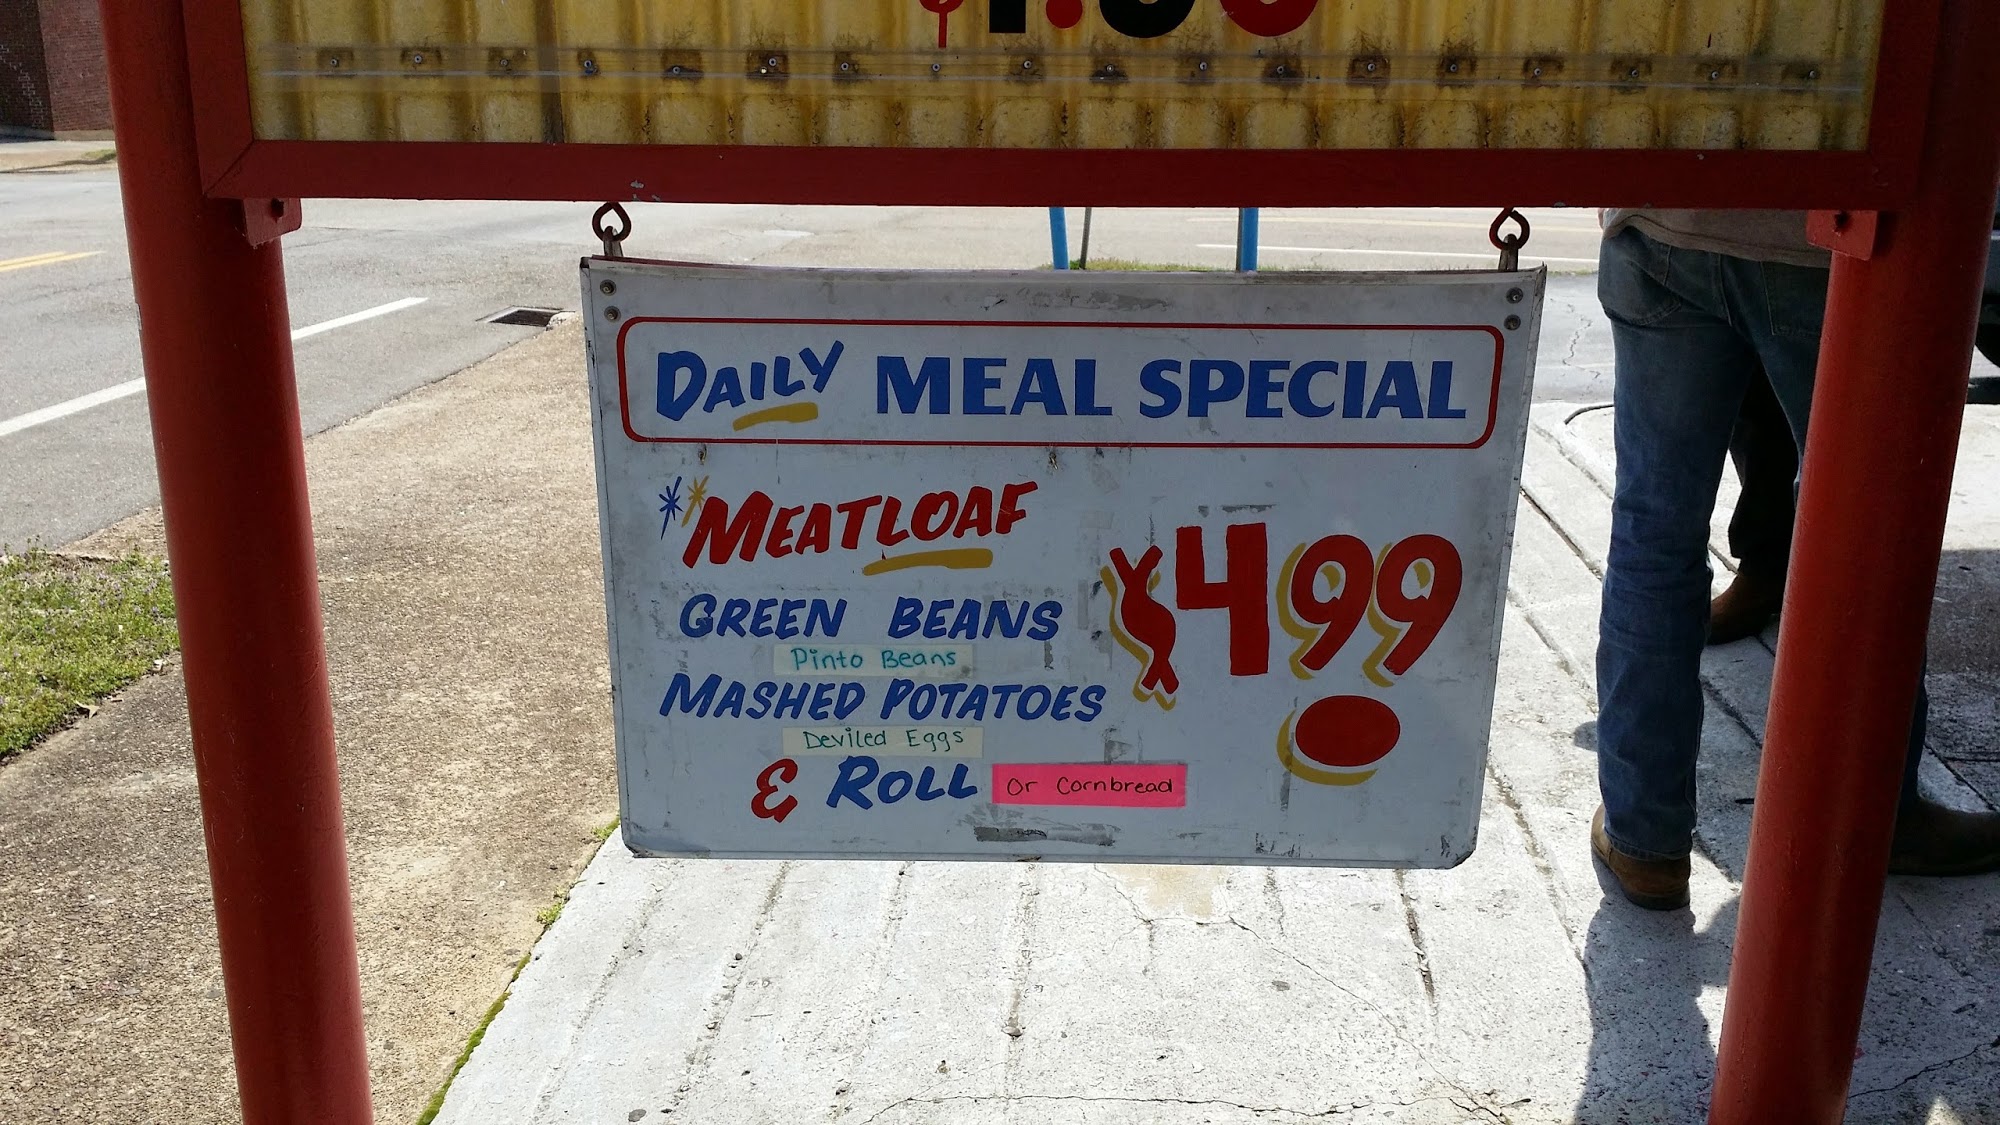 DAILY MEAL SPECIAL
MEATLOAF
$4.99
GREEN BEANS
Pinto Beans
MASHED POTATOES
Deviled Eggs
& ROLL Or Cornbread